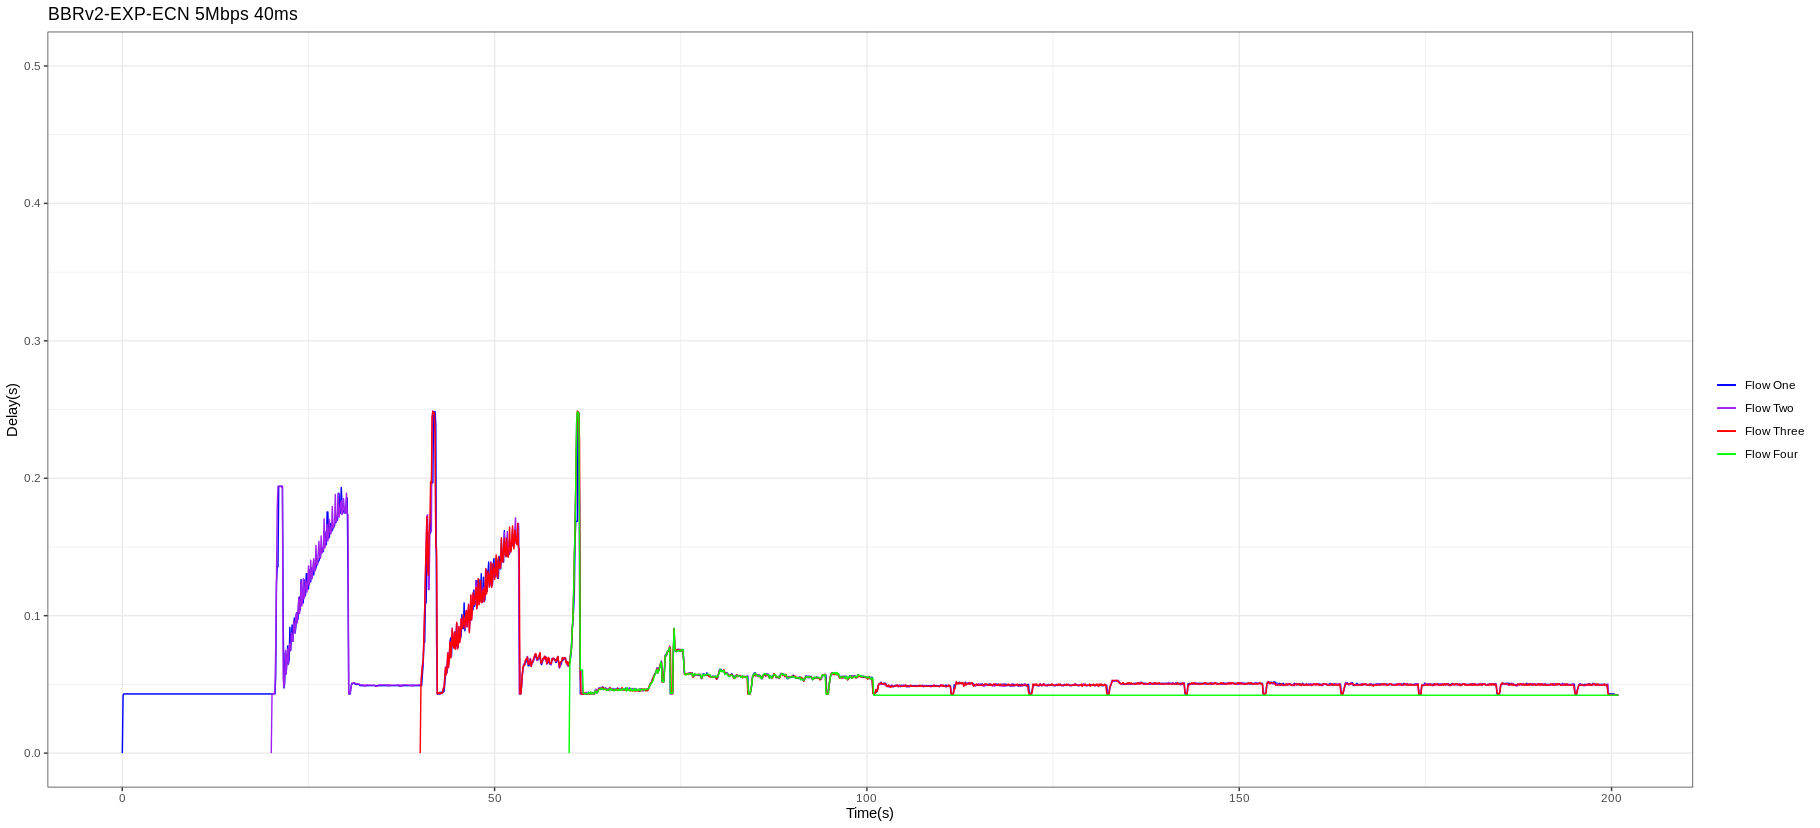 BBRv2-EXP-ECN 5Mbps 40ms
0.5
0.4
0.3
0.2
0.1
0.0
Delay(s)
0
50
100
150
200
Time(s)
Flow One
Flow Two
Flow Three
Flow Four